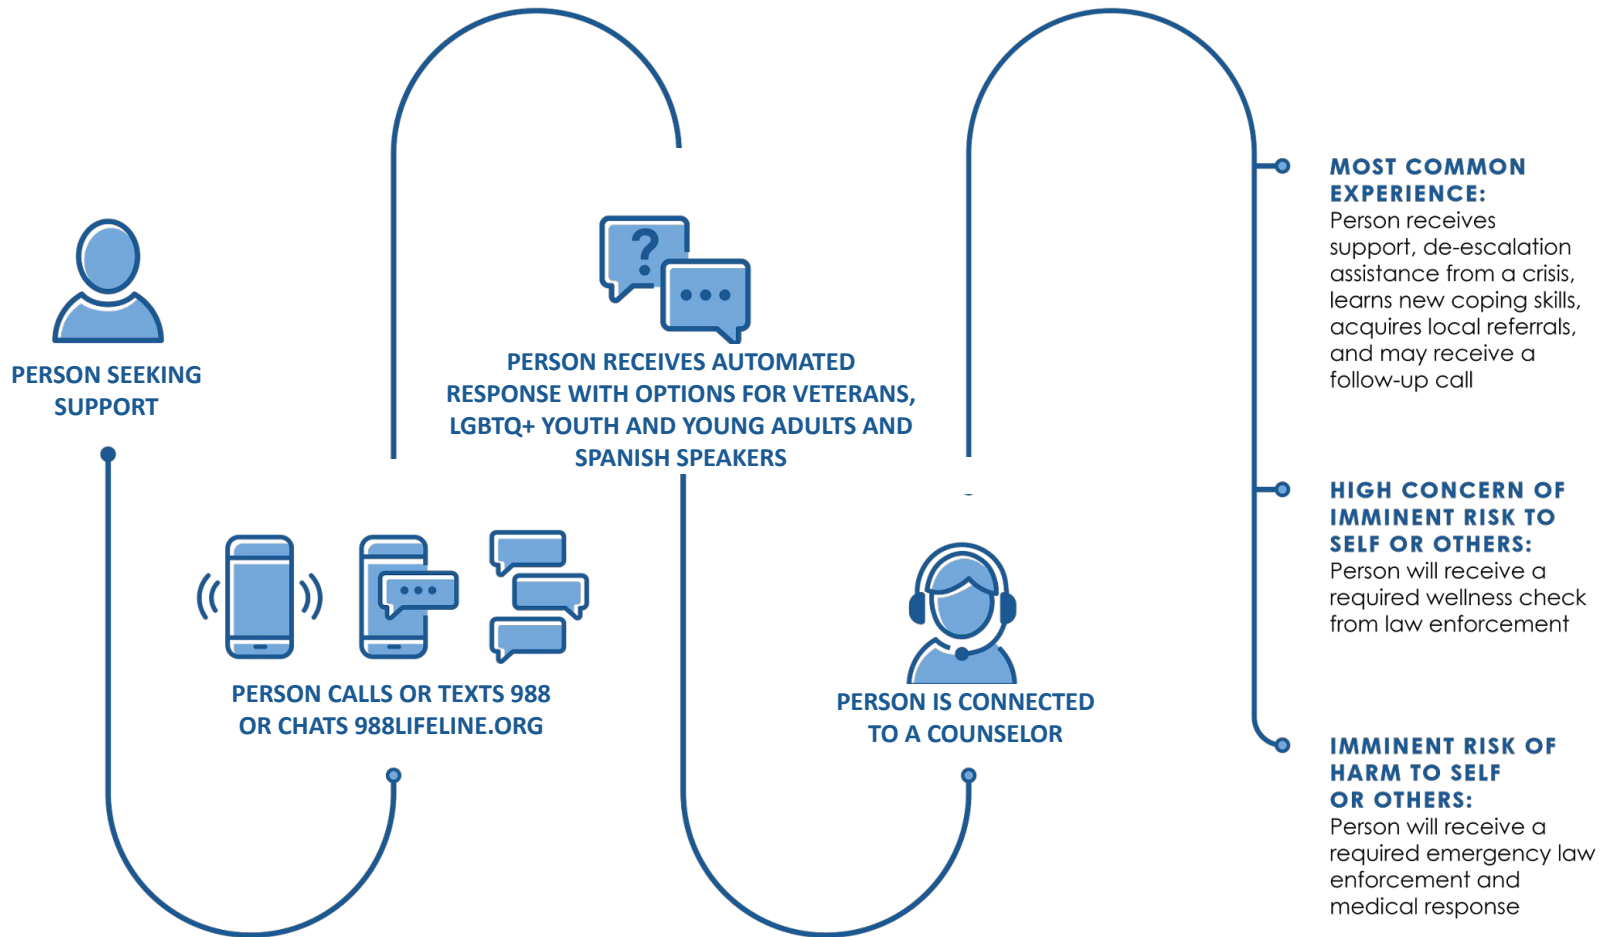 PERSON SEEKING
SUPPORT
PERSON CALLS OR TEXTS 988
OR CHATS 988LIFELINE.ORG
?
PERSON RECEIVES AUTOMATED
RESPONSE WITH OPTIONS FOR VETERANS,
LGBTQ+ YOUTH AND YOUNG ADULTS AND
SPANISH SPEAKERS
PERSON IS CONNECTED
TO A COUNSELOR
MOST COMMON
EXPERIENCE:
Person receives
support, de-escalation
assistance from a crisis,
learns new coping skills,
acquires local referrals,
and may receive a
follow-up call
HIGH CONCERN OF
IMMINENT RISK TO
SELF OR OTHERS:
Person will receive a
required wellness check
from law enforcement
IMMINENT RISK OF
HARM TO SELF
OR OTHERS:
Person will receive a
required emergency law
enforcement and
medical response